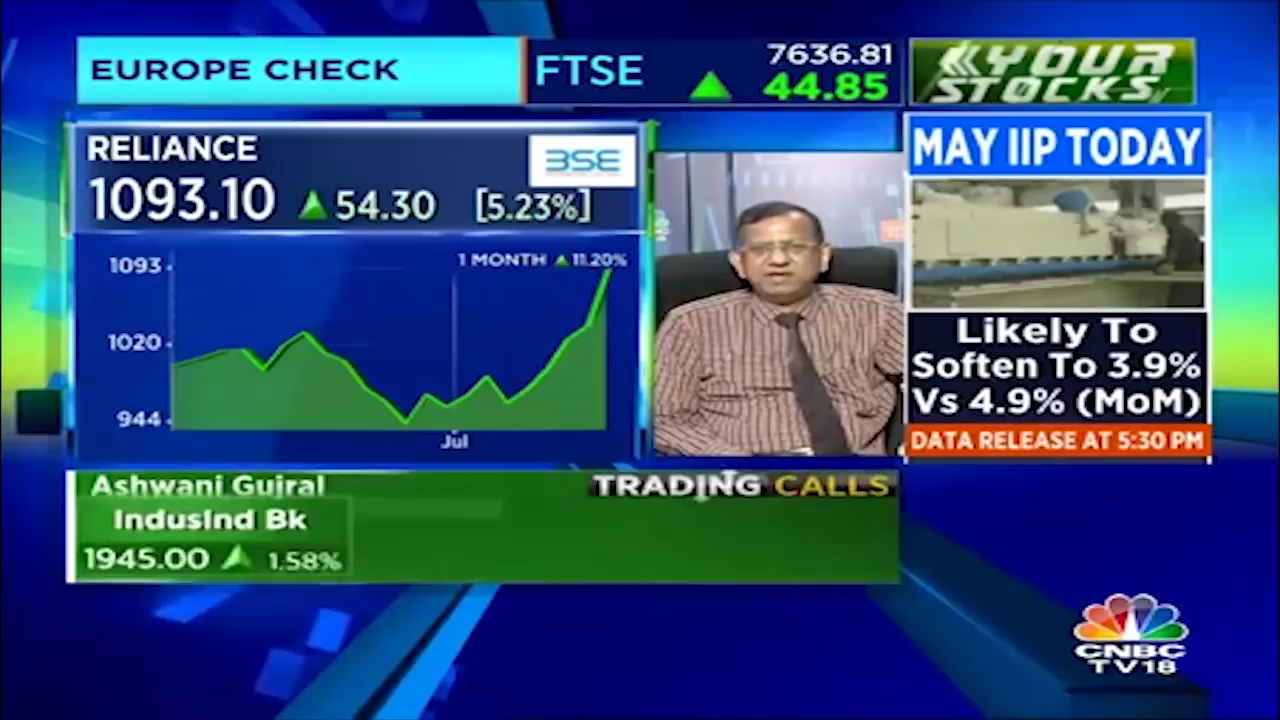 EUROPE CHECK
FTSE
7636.81
44.85
YOUR
STOCKS
RELIANCE
BSE
1093.10
54.30
[5.23%]
1093
1020
944
1 MONTH
11.20%
Jul
MAY IIP TODAY
Likely To
Soften To 3.9%
Vs 4.9% (MoM)
DATA RELEASE AT 5:30 PM
Ashwani Gujral
TRADING CALLS
IndusInd Bk
1945.00
1.58%
CNBC
TV18